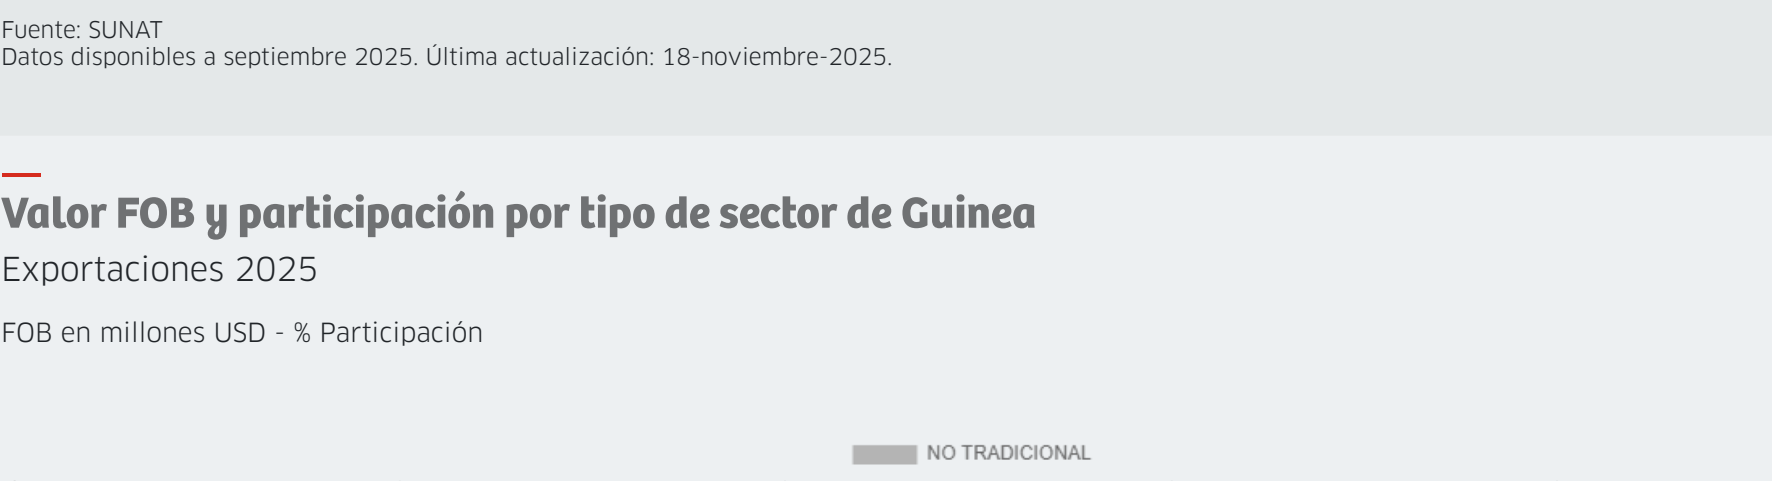 Fuente: SUNAT
Datos disponibles a septiembre 2025. Última actualización: 18-noviembre-2025.
Valor FOB y participación por tipo de sector de Guinea
Exportaciones 2025
FOB en millones USD - % Participación
NO TRADICIONAL